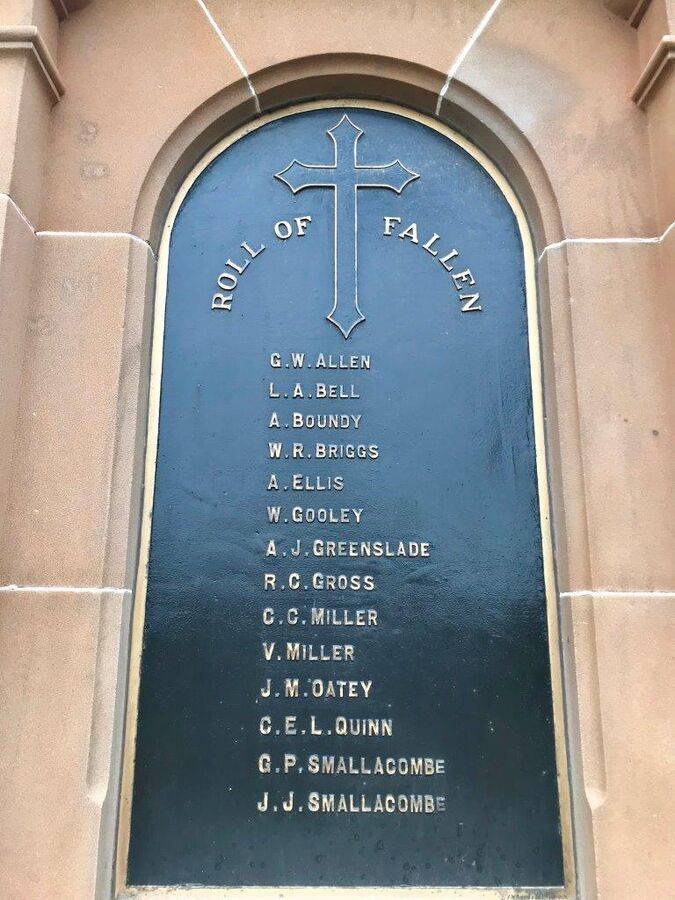 ROLL OF FALLEN
G.W.ALLEN
L.A.BELL
A.BOUNDY
W.R.BRIGGS
A.ELLIS
W.GOOLEY
A.J.GREENSLADE
R.C.GROSS
C.C.MILLER
V.MILLER
J.M.OATEY
C.E.L.QUINN
G.P.SMALLACOMBE
J.J.SMALLACOMBE